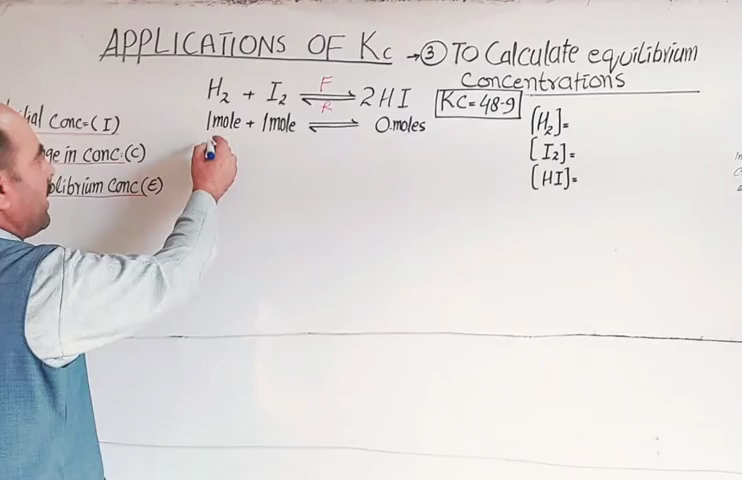 APPLICATIONS OF Kc → ③ TO Calculate equilibrium
Concentrations
H₂ + I₂ ⇌ 2HI
F
R
Kc = 48.9
1mole + 1mole ⇌ 0.moles
Conc=(I)
in Conc.(C)
Conc(E)
[H₂]=
[I₂]=
[HI]=